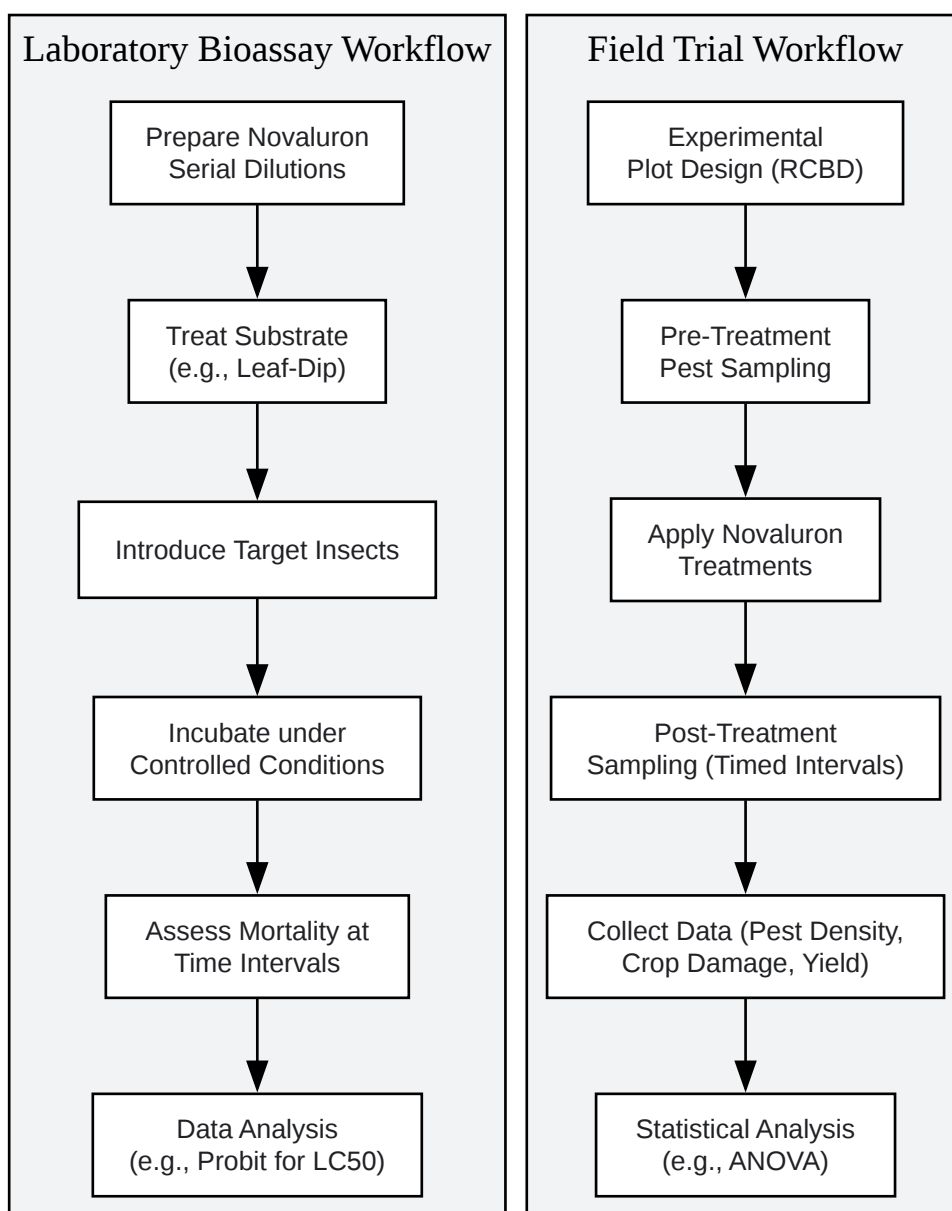 Laboratory Bioassay Workflow
Prepare Novaluron
Serial Dilutions
Treat Substrate
(e.g., Leaf-Dip)
Introduce Target Insects
Incubate under
Controlled Conditions
Assess Mortality at
Time Intervals
Data Analysis
(e.g., Probit for LC50)
Field Trial Workflow
Experimental
Plot Design (RCBD)
Pre-Treatment
Pest Sampling
Apply Novaluron
Treatments
Post-Treatment
Sampling (Timed Intervals)
Collect Data (Pest Density,
Crop Damage, Yield)
Statistical Analysis
(e.g., ANOVA)